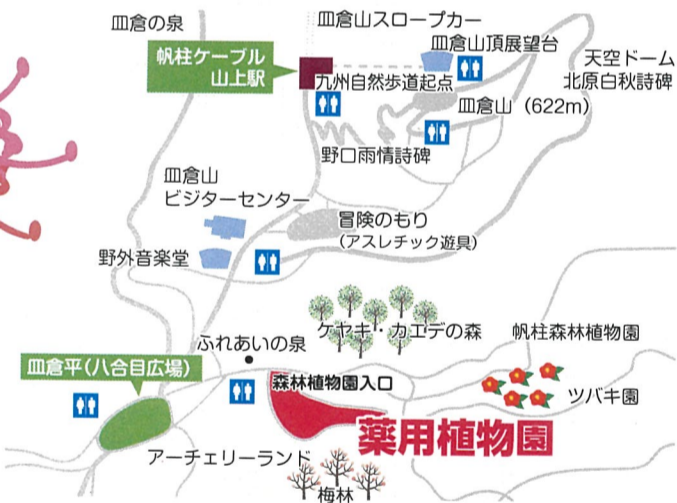 皿倉の泉
皿倉山スロープカー
皿倉山頂展望台
帆柱ケーブル
山上駅
天空ドーム
北原白秋詩碑
九州自然歩道起点
皿倉山（622m）
野口雨情詩碑
皿倉山
ビジターセンター
冒険のもり
（アスレチック遊具）
野外音楽堂
ケヤキ・カエデの森
帆柱森林植物園
ふれあいの泉
皿倉平（八合目広場）
森林植物園入口
ツバキ園
薬用植物園
アーチェリーランド
梅林